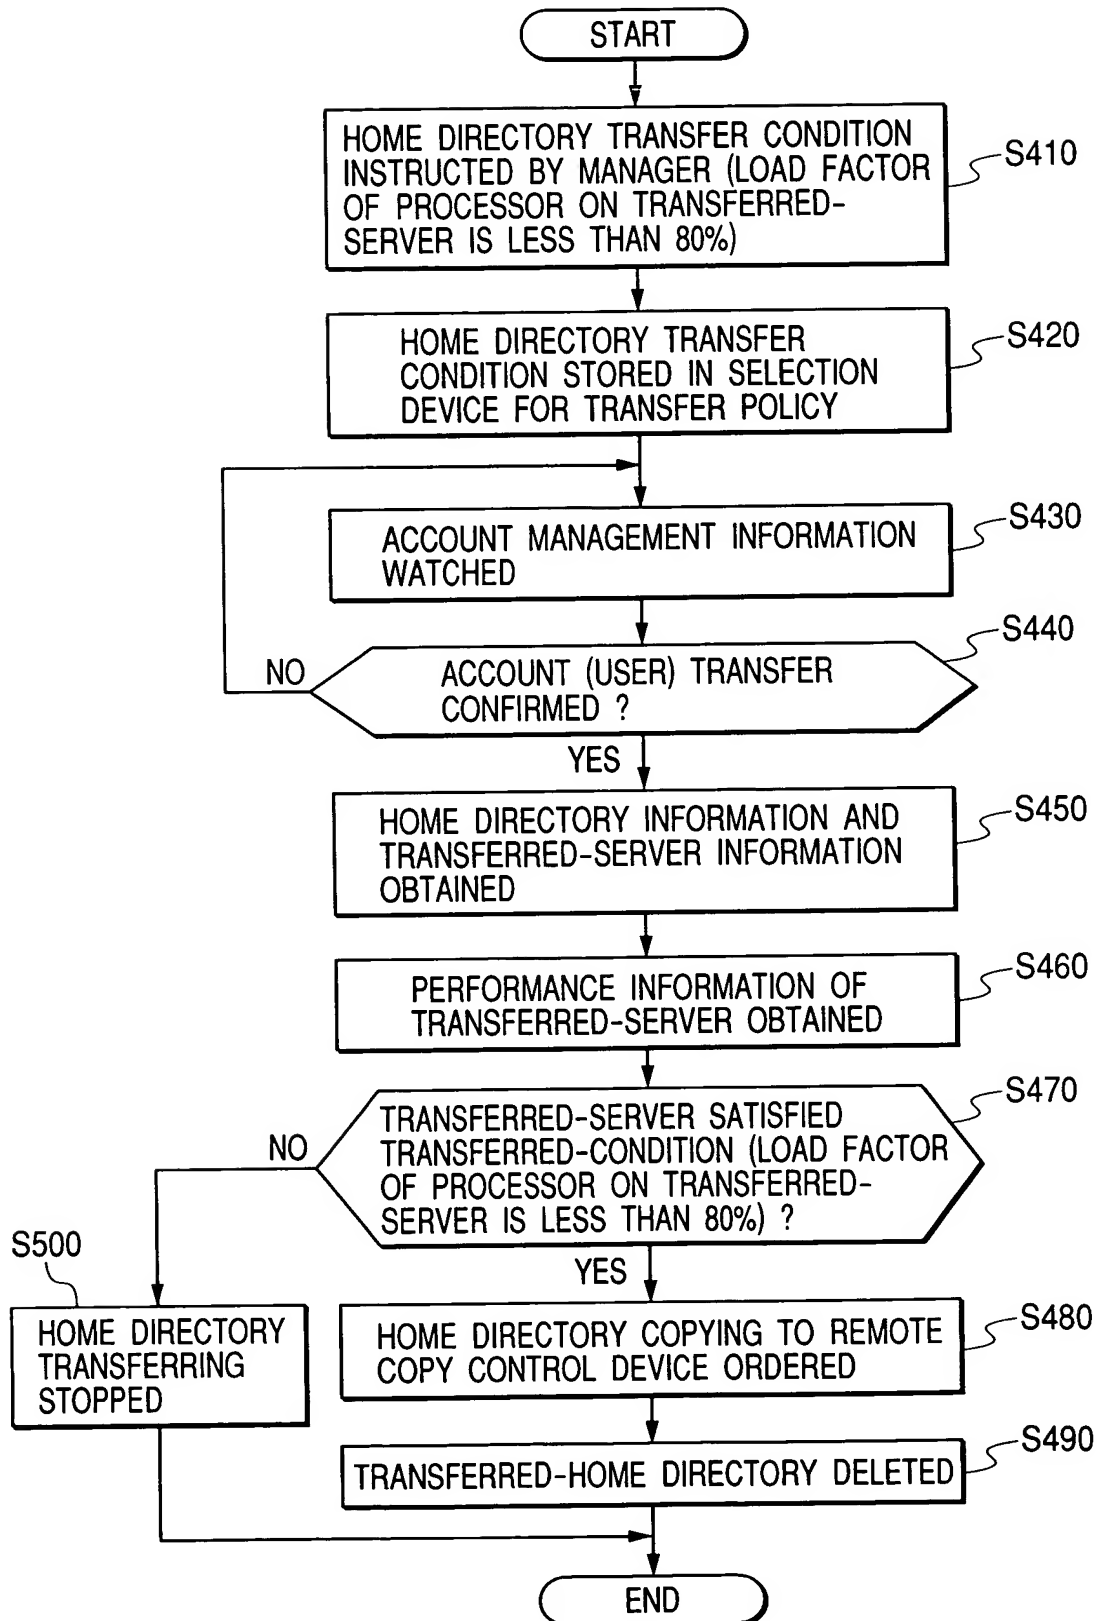 START
HOME DIRECTORY TRANSFER CONDITION
INSTRUCTED BY MANAGER (LOAD FACTOR
OF PROCESSOR ON TRANSFERRED-
SERVER IS LESS THAN 80%)
S410
HOME DIRECTORY TRANSFER
CONDITION STORED IN SELECTION
DEVICE FOR TRANSFER POLICY
S420
ACCOUNT MANAGEMENT INFORMATION
WATCHED
S430
ACCOUNT (USER) TRANSFER
CONFIRMED ?
S440
NO
YES
HOME DIRECTORY INFORMATION AND
TRANSFERRED-SERVER INFORMATION
OBTAINED
S450
PERFORMANCE INFORMATION OF
TRANSFERRED-SERVER OBTAINED
S460
TRANSFERRED-SERVER SATISFIED
TRANSFERRED-CONDITION (LOAD FACTOR
OF PROCESSOR ON TRANSFERRED-
SERVER IS LESS THAN 80%) ?
S470
NO
YES
S500
HOME DIRECTORY
TRANSFERRING
STOPPED
HOME DIRECTORY COPYING TO REMOTE
COPY CONTROL DEVICE ORDERED
S480
TRANSFERRED-HOME DIRECTORY DELETED
S490
END